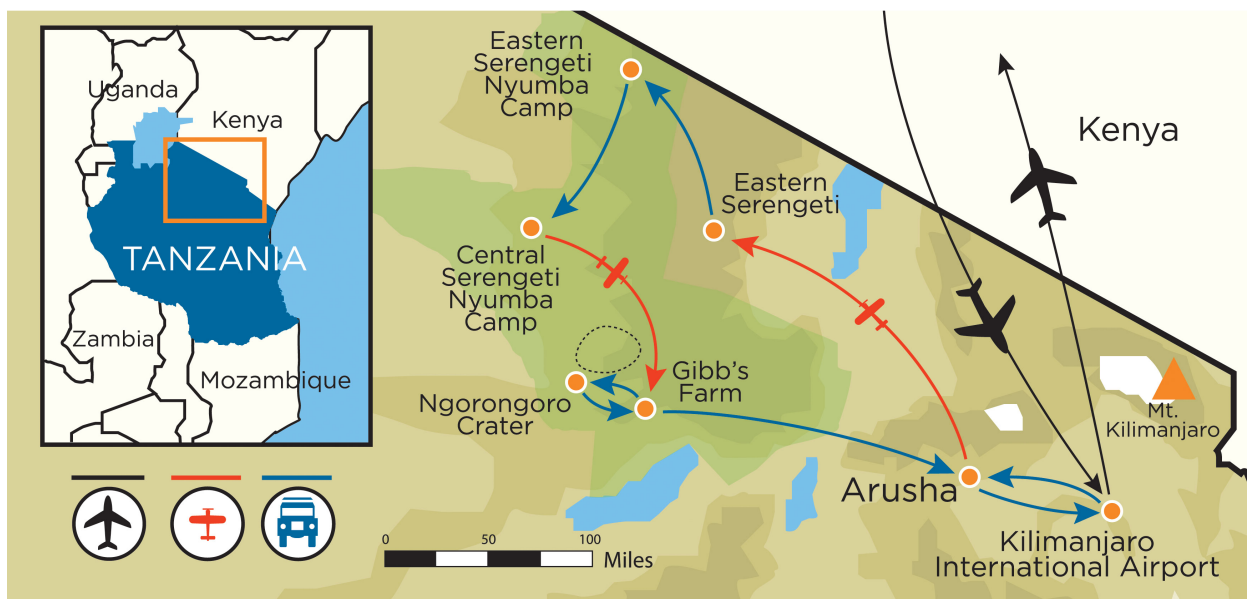 Uganda
Kenya
TANZANIA
Zambia
Mozambique
Eastern
Serengeti
Nyumba
Camp
Kenya
Eastern
Serengeti
Central
Serengeti
Nyumba
Camp
Gibb's
Farm
Ngorongoro
Crater
Mt.
Kilimanjaro
Arusha
Kilimanjaro
International Airport
0 50 100
Miles